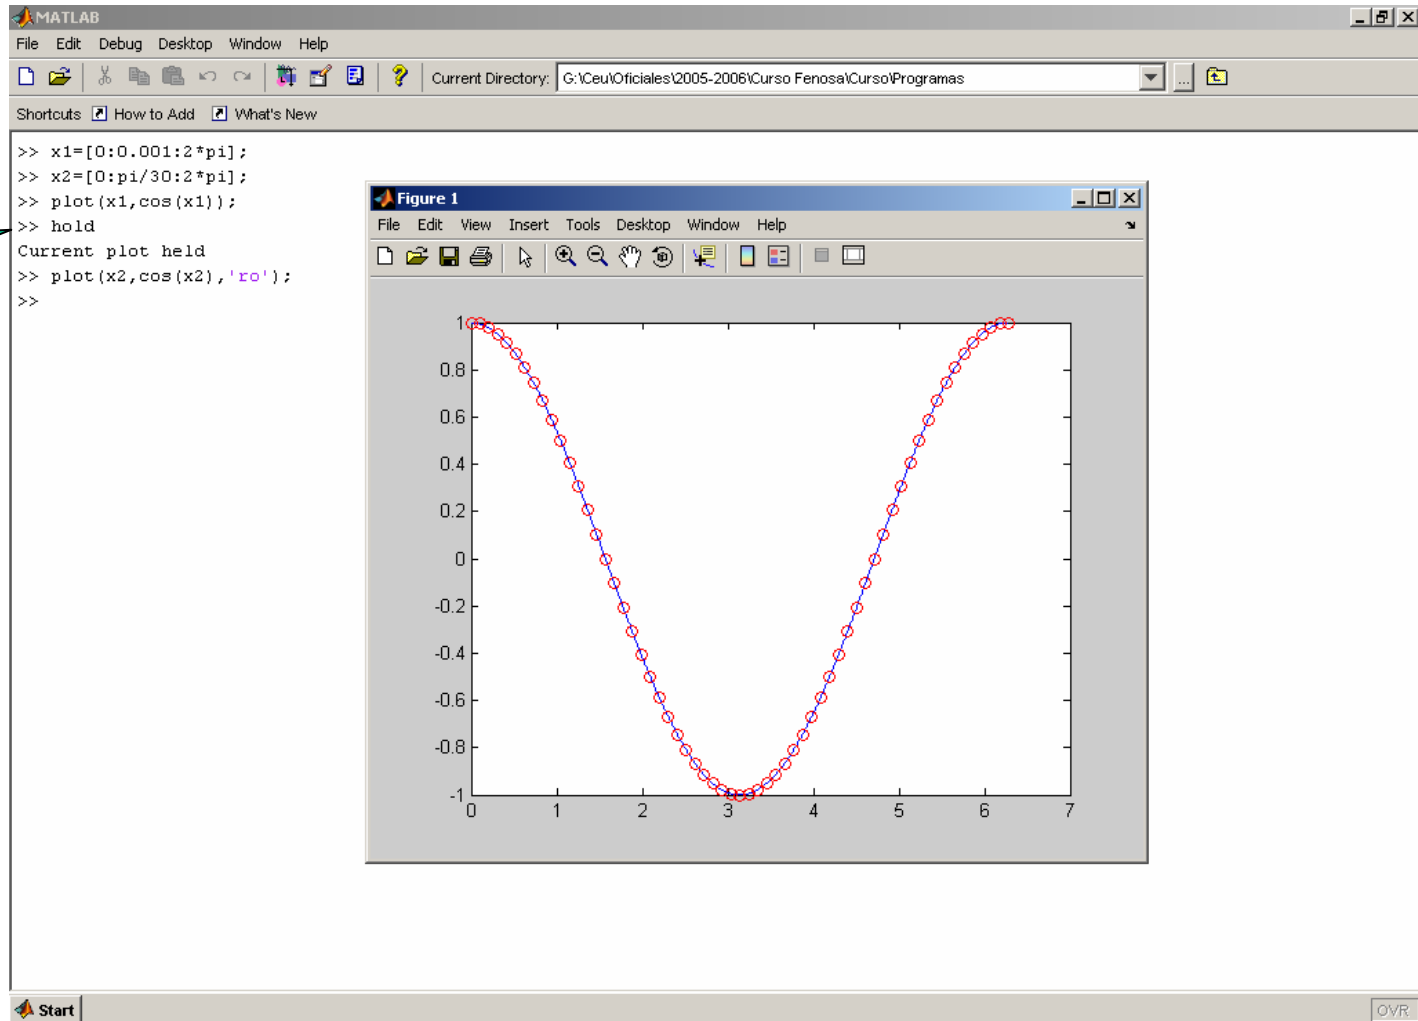 MATLAB
File Edit Debug Desktop Window Help
Current Directory: G:\Ceu\Oficiales\2005-2006\Curso Fenosa\Curso\Programas
Shortcuts How to Add What's New
>> x1=[0:0.001:2*pi];
>> x2=[0:pi/30:2*pi];
>> plot(x1,cos(x1));
>> hold
Current plot held
>> plot(x2,cos(x2),'ro');
>>
Figure 1
File Edit View Insert Tools Desktop Window Help
1
0.8
0.6
0.4
0.2
0
-0.2
-0.4
-0.6
-0.8
-1
0 1 2 3 4 5 6 7
Start
OVR